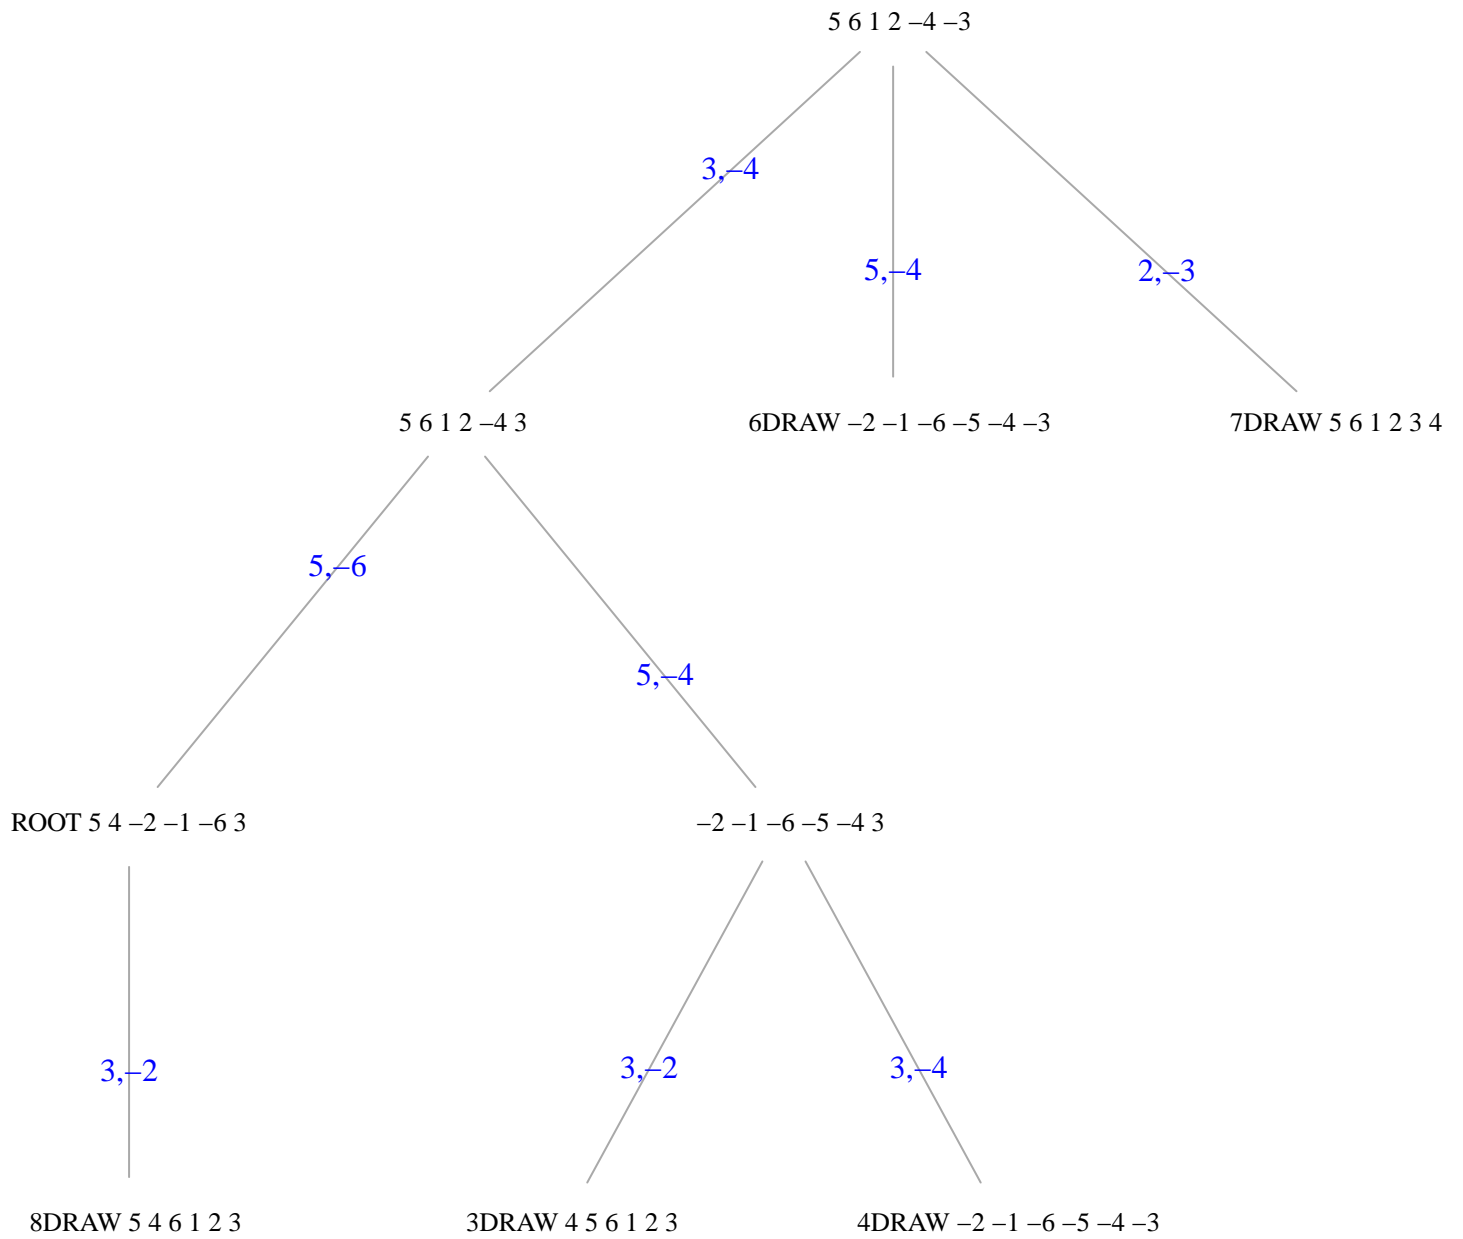 5 6 1 2 –4 –3
3,–4
5,–4
2,–3
5 6 1 2 –4 3
6DRAW –2 –1 –6 –5 –4 –3
7DRAW 5 6 1 2 3 4
5,–6
5,–4
ROOT 5 4 –2 –1 –6 3
–2 –1 –6 –5 –4 3
3,–2
3,–2
3,–4
8DRAW 5 4 6 1 2 3
3DRAW 4 5 6 1 2 3
4DRAW –2 –1 –6 –5 –4 –3